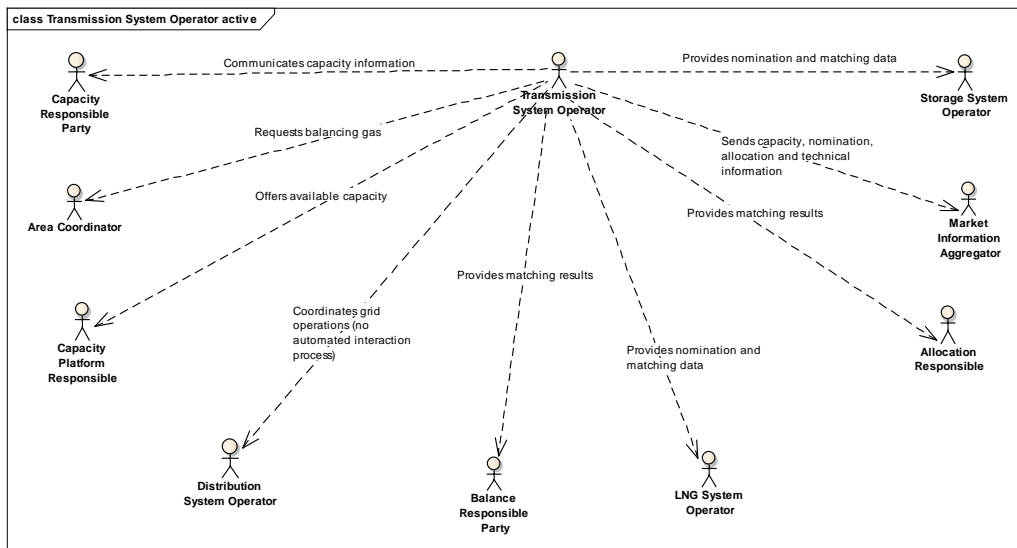 class Transmission System Operator active
Communicates capacity information
Provides nomination and matching data
Capacity
Responsible
Party
Transmission
System Operator
Storage System
Operator
Requests balancing gas
Sends capacity, nomination,
allocation and technical
information
Offers available capacity
Provides matching results
Area Coordinator
Market
Information
Aggregator
Provides matching results
Coordinates grid
operations (no
automated interaction
process)
Provides nomination and
matching data
Capacity
Platform
Responsible
Allocation
Responsible
Distribution
System Operator
Balance
Responsible
Party
LNG System
Operator